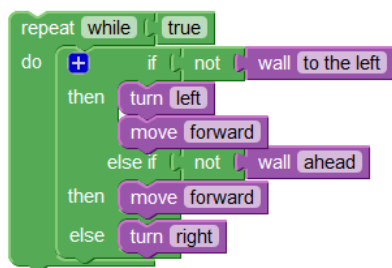 repeat while true
do if not wall to the left
then turn left
move forward
else if not wall ahead
then move forward
else turn right